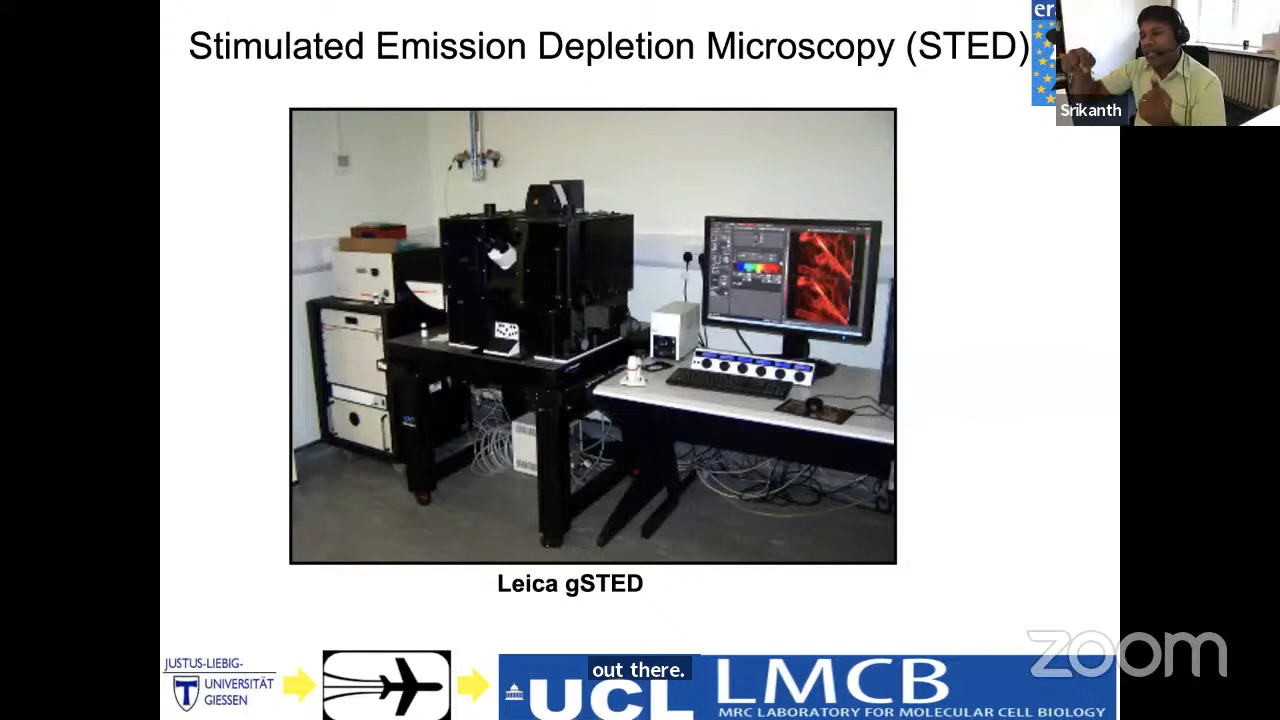 Stimulated Emission Depletion Microscopy (STED)
Srikanth
Leica gSTED
JUSTUS-LIEBIG-
UNIVERSITÄT
GIESSEN
out there.
UCL
LMCB
MRC LABORATORY FOR MOLECULAR CELL BIOLOGY
zoom